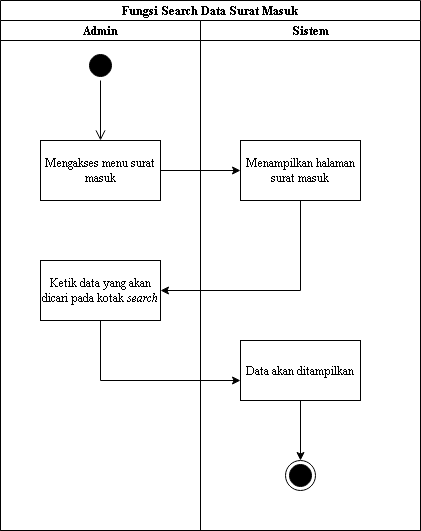 Fungsi Search Data Surat Masuk
Admin
Sistem
Mengakses menu surat
masuk
Menampilkan halaman
surat masuk
Ketik data yang akan
dicari pada kotak search
Data akan ditampilkan